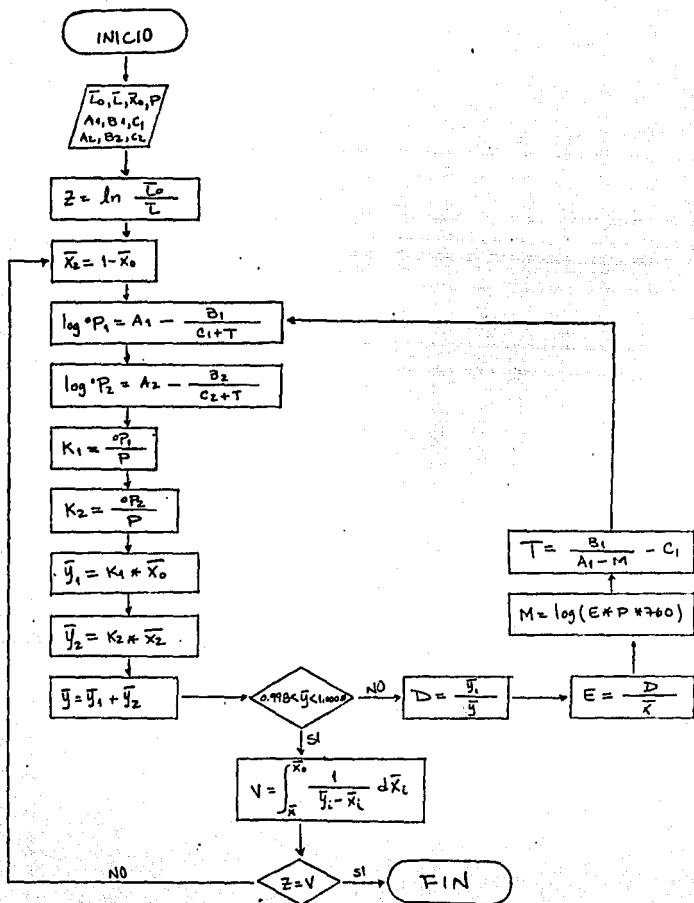 INICIO
L̄o, L̄, X̄o, P
A1, B1, C1
A2, B2, C2
Z = ln L̄o / L̄
X̄2 = 1 - X̄o
log °P1 = A1 - B1 / C1+T
log °P2 = A2 - B2 / C2+T
K1 = °P1 / P
K2 = °P2 / P
ȳ1 = K1 * X̄o
ȳ2 = K2 * X̄2
ȳ = ȳ1 + ȳ2
0.998<ȳ<1.0000
NO
D = ȳ1 / ȳ
E = D / x̄
M = log (E*P*760)
T = B1 / A1 - M - C1
SI
V = ∫ x̄ x̄o 1 / ȳi - x̄i dx̄i
Z=V
NO
SI
FIN